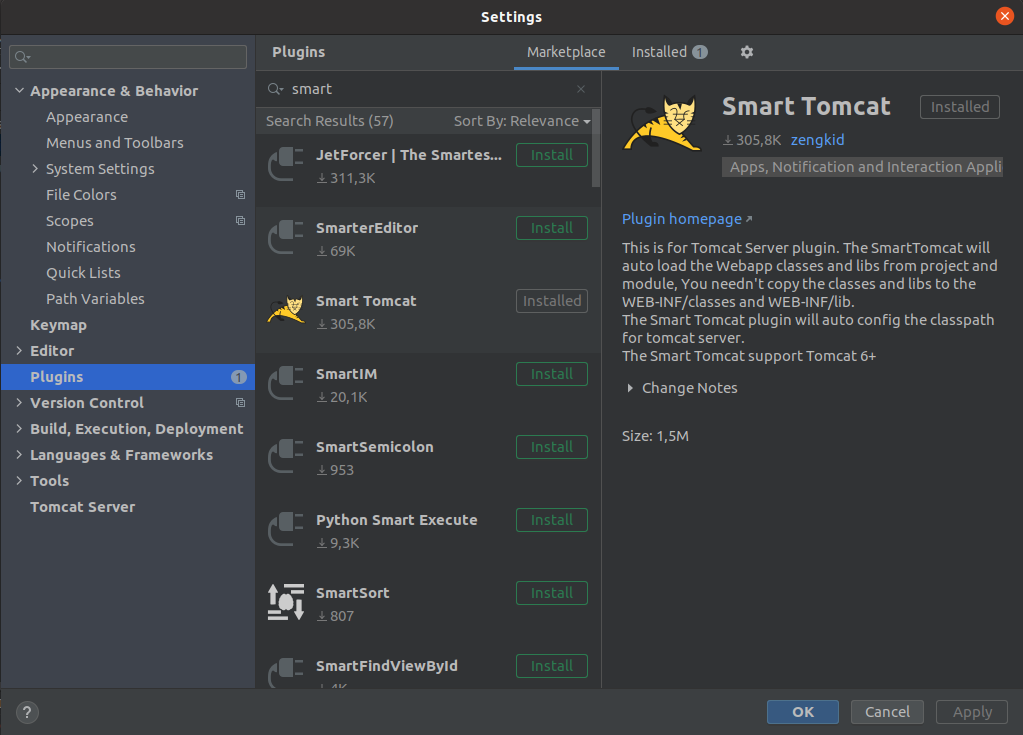 Settings
Appearance & Behavior
Appearance
Menus and Toolbars
System Settings
File Colors
Scopes
Notifications
Quick Lists
Path Variables
Keymap
Editor
Plugins 1
Version Control
Build, Execution, Deployment
Languages & Frameworks
Tools
Tomcat Server
Plugins
Marketplace
Installed 1
smart
Search Results (57)
Sort By: Relevance
JetForcer | The Smartes...
Install
311,3K
SmarterEditor
Install
69K
Smart Tomcat
Installed
305,8K
SmartIM
Install
20,1K
SmartSemicolon
Install
953
Python Smart Execute
Install
9,3K
SmartSort
Install
807
SmartFindViewById
Install
4K
Smart Tomcat
Installed
305,8K zengkid
Apps, Notification and Interaction Appli
Plugin homepage
This is for Tomcat Server plugin. The SmartTomcat will
auto load the Webapp classes and libs from project and
module, You needn't copy the classes and libs to the
WEB-INF/classes and WEB-INF/lib.
The Smart Tomcat plugin will auto config the classpath
for tomcat server.
The Smart Tomcat support Tomcat 6+
Change Notes
Size: 1,5M
?
OK
Cancel
Apply